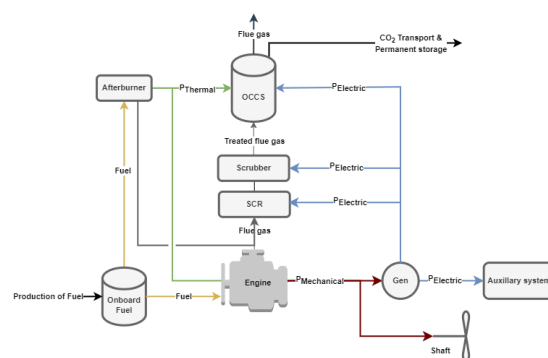 Flue gas
CO2 Transport &
Permanent storage
Afterburner
PThermal
OCCS
PElectric
Treated flue gas
Fuel
Scrubber
PElectric
SCR
PElectric
Flue gas
Production of Fuel
Onboard
Fuel
Fuel
Engine
PMechanical
Gen
PElectric
Auxillary system
Shaft